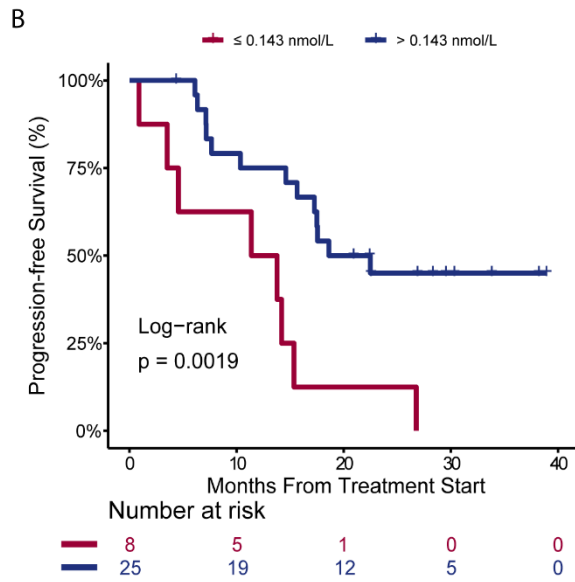 B
≤ 0.143 nmol/L > 0.143 nmol/L
Progression-free Survival (%)
100%
75%
50%
25%
0%
Log-rank
p = 0.0019
0 10 20 30 40
Months From Treatment Start
Number at risk
8 5 1 0 0
25 19 12 5 0